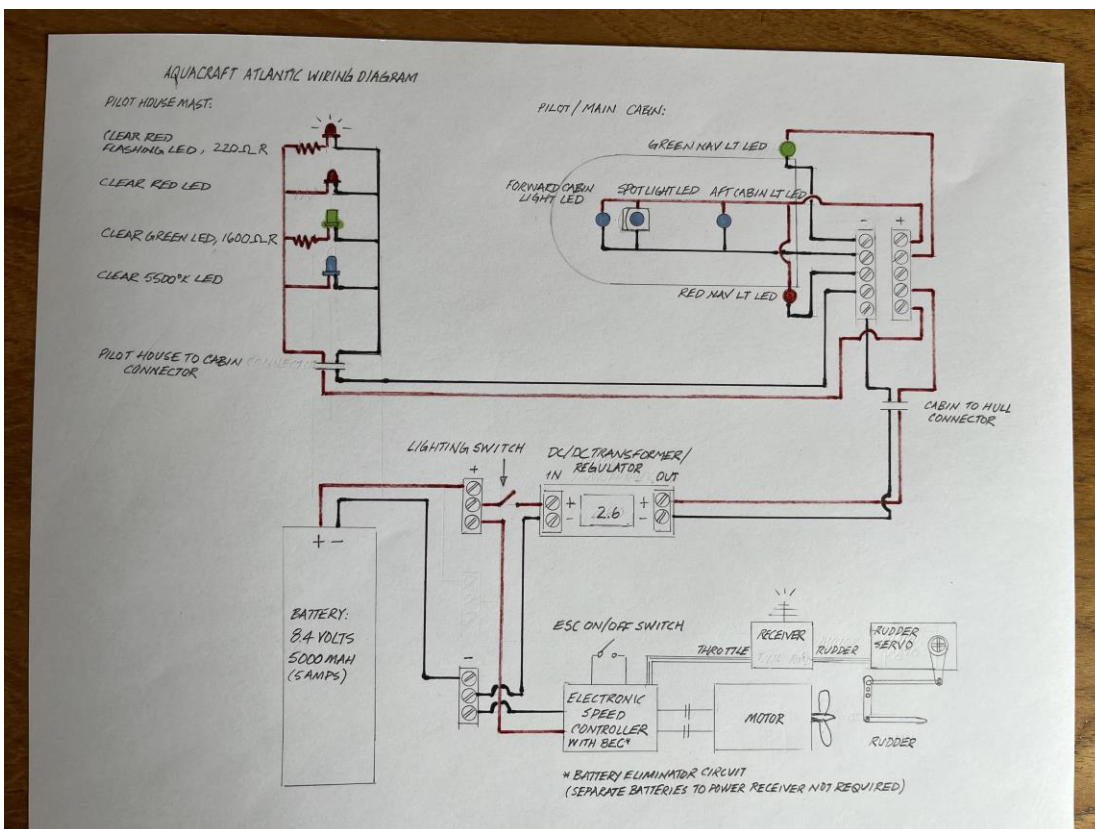 AQUACRAFT ATLANTIC WIRING DIAGRAM
PILOT HOUSE MAST:
CLEAR RED
FLASHING LED, 220 Ω R
CLEAR RED LED
CLEAR GREEN LED, 1600 Ω R
CLEAR 5500°K LED
PILOT HOUSE TO CABIN
CONNECTOR
PILOT / MAIN CABIN:
GREEN NAV LT LED
FORWARD CABIN
LIGHT LED
SPOTLIGHT LED
AFT CABIN LT LED
RED NAV LT LED
- +
CABIN TO HULL
CONNECTOR
LIGHTING SWITCH
+
DC/DC TRANSFORMER/
REGULATOR
IN OUT
+ 2.6 +
- -
+ -
BATTERY:
8.4 VOLTS
5000 MAH
(5 AMPS)
-
ESC ON/OFF SWITCH
THROTTLE
RECEIVER
RUDDER
RUDDER
SERVO
ELECTRONIC
SPEED
CONTROLLER
WITH BEC*
MOTOR
RUDDER
* BATTERY ELIMINATOR CIRCUIT
(SEPARATE BATTERIES TO POWER RECEIVER NOT REQUIRED)